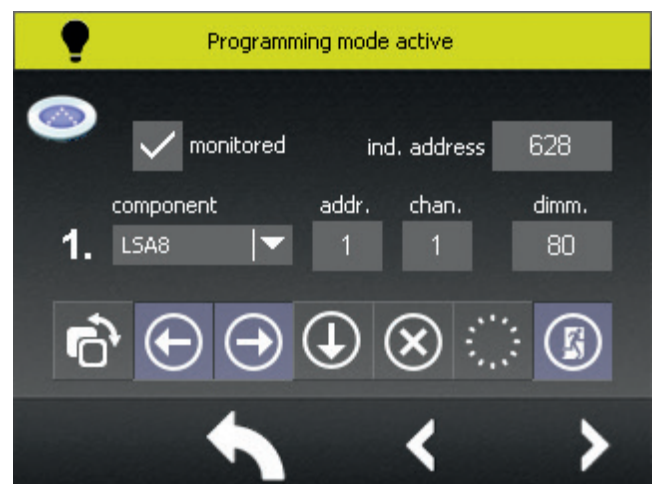 Programming mode active
monitored ind. address 628
component addr. chan. dimm.
1. LSA8 1 1 80